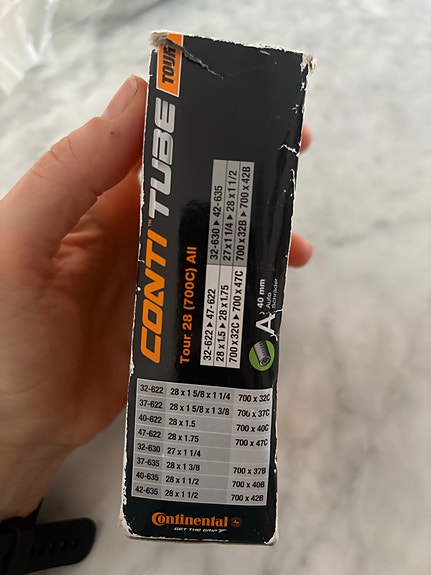 TOUR
CONTI™ TUBE
Tour 28 (700C) All
32-622 ▸ 47-622
28 x 1.5 ▸ 28 x 1.75
700 x 32C ▸ 700 x 47C
32-630 ▸ 42-635
27 x 1 1/4 ▸ 28 x 1 1/2
700 x 32B ▸ 700 x 42B
A
40 mm
Auto
Schrader
32-622 28 x 1 5/8 x 1 1/4 700 x 32C
37-622 28 x 1 5/8 x 1 3/8 700 x 37C
40-622 28 x 1.5 700 x 40C
47-622 28 x 1.75 700 x 47C
32-630 27 x 1 1/4
37-635 28 x 1 3/8 700 x 37B
40-635 28 x 1 1/2 700 x 40B
42-635 28 x 1 1/2 700 x 42B
Continental
GET THE GRIP